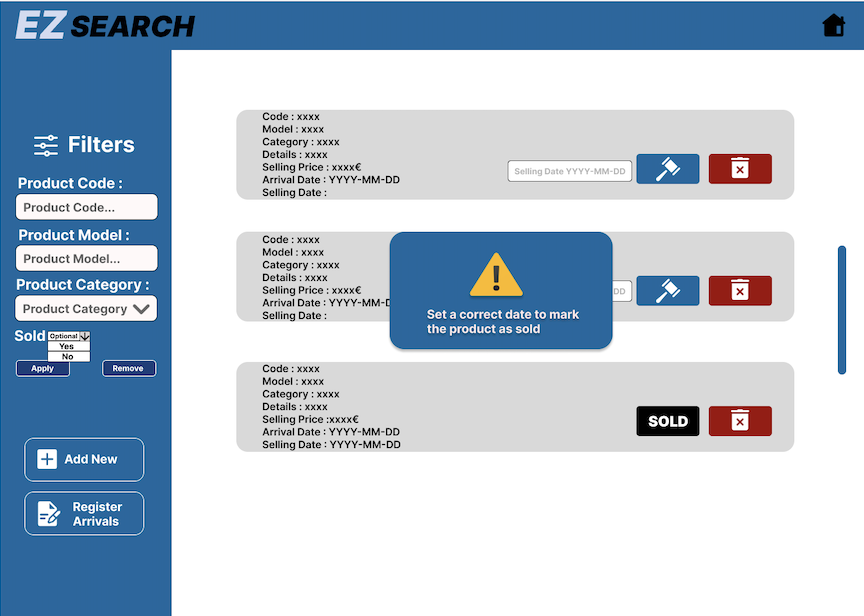 EZ SEARCH
Filters
Product Code :
Product Code...
Product Model :
Product Model...
Product Category :
Product Category
Sold
Optional
Yes
No
Apply
Remove
Add New
Register
Arrivals
Code : xxxx
Model : xxxx
Category : xxxx
Details : xxxx
Selling Price : xxxx€
Arrival Date : YYYY-MM-DD
Selling Date :
Selling Date YYYY-MM-DD
Code : xxxx
Model : xxxx
Category : xxxx
Details : xxxx
Selling Price : xxxx€
Arrival Date : YYYY-MM-D
Selling Date :
DD
Set a correct date to mark
the product as sold
Code : xxxx
Model : xxxx
Category : xxxx
Details : xxxx
Selling Price :xxxx€
Arrival Date : YYYY-MM-DD
Selling Date : YYYY-MM-DD
SOLD